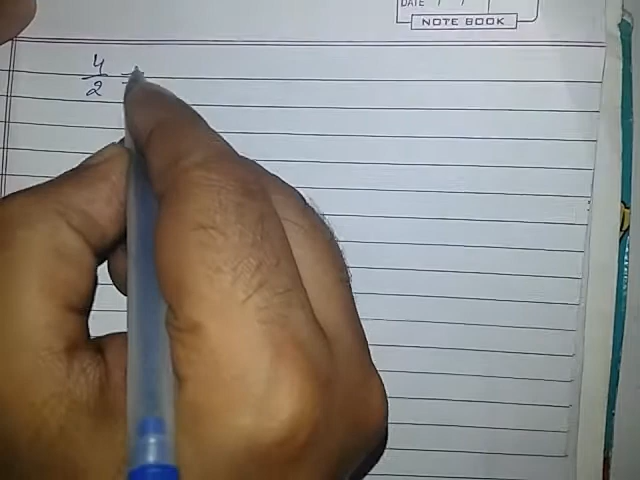 DATE / /
NOTE BOOK
4/2 =